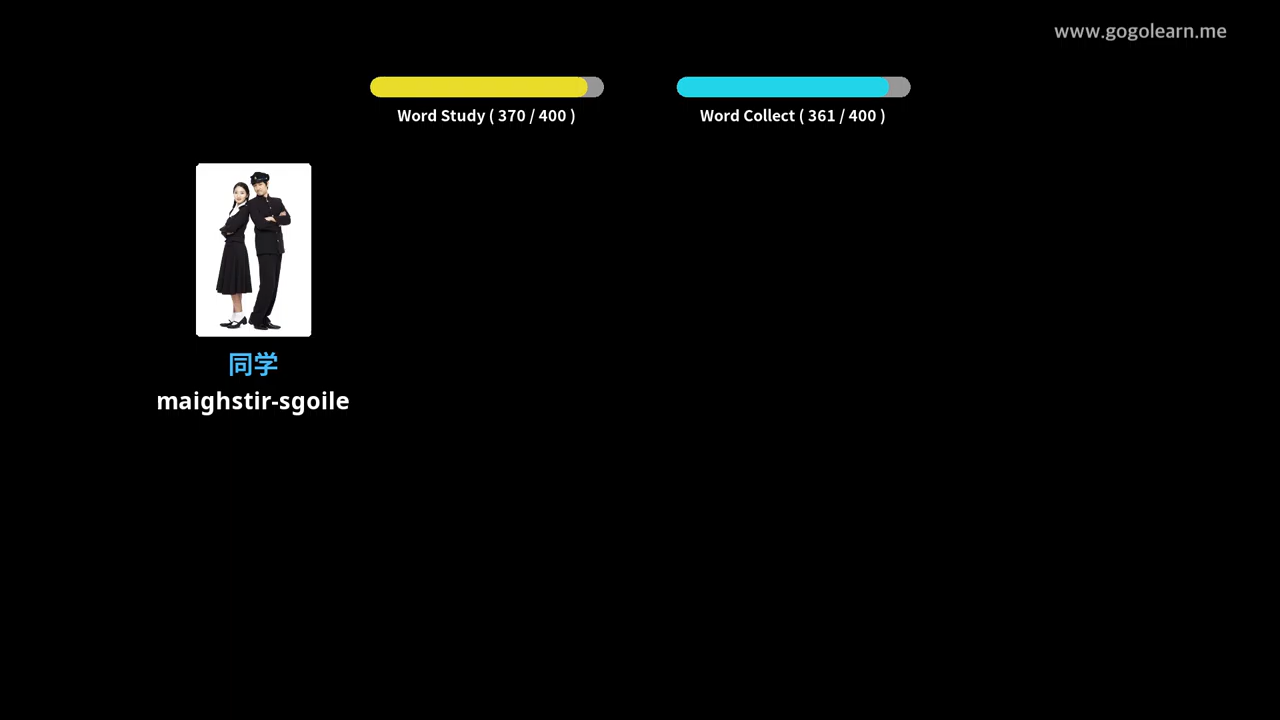 www.gogolearn.me
Word Study ( 370 / 400 )
Word Collect ( 361 / 400 )
同学
maighstir-sgoile